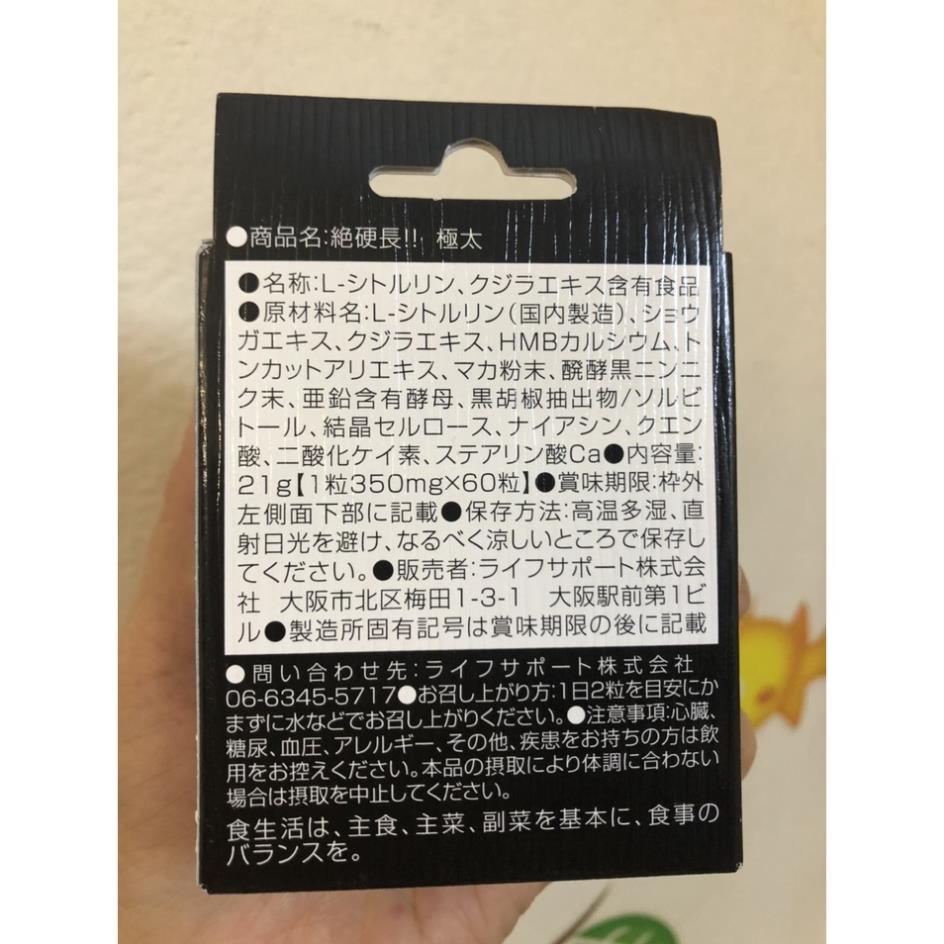 ●商品名:絶硬長!! 極太
●名称:L-シトルリン、クジラエキス含有食品
●原材料名:L-シトルリン(国内製造)、ショウ
ガエキス、クジラエキス、HMBカルシウム、ト
ンカットアリエキス、マカ粉末、醗酵黒ニンニ
ク末、亜鉛含有酵母、黒胡椒抽出物/ソルビ
トール、結晶セルロース、ナイアシン、クエン
酸、二酸化ケイ素、ステアリン酸Ca●内容量:
21g【1粒350mg×60粒】●賞味期限:枠外
左側面下部に記載●保存方法:高温多湿、直
射日光を避け、なるべく涼しいところで保存し
てください。●販売者:ライフサポート株式会
社 大阪市北区梅田1-3-1 大阪駅前第1ビ
ル●製造所固有記号は賞味期限の後に記載
●問い合わせ先:ライフサポート株式会社
06-6345-5717●お召し上がり方:1日2粒を目安にか
まずに水などでお召し上がりください。●注意事項:心臓、
糖尿、血圧、アレルギー、その他、疾患をお持ちの方は飲
用をお控えください。本品の摂取により体調に合わない
場合は摂取を中止してください。
食生活は、主食、主菜、副菜を基本に、食事の
バランスを。